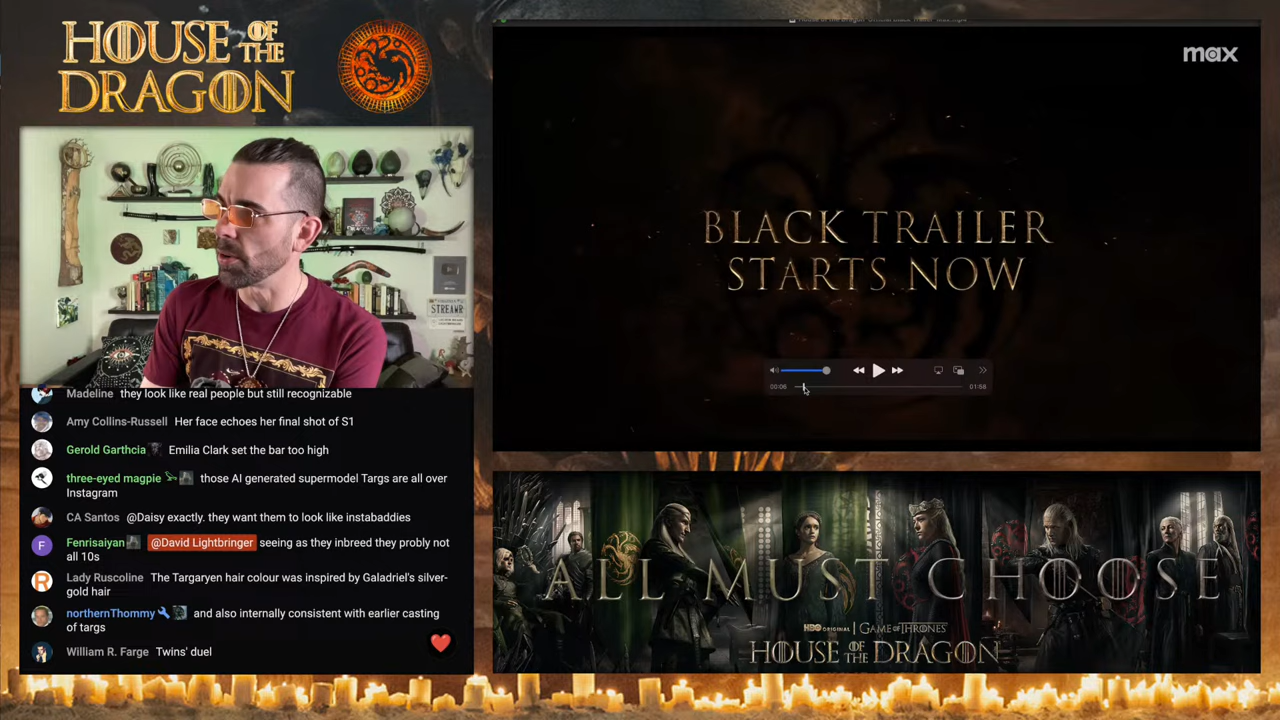 HOUSE OF THE
DRAGON
max
BLACK TRAILER
STARTS NOW
00:06
01:58
STREAWR
Madeline they look like real people but still recognizable
Amy Collins-Russell Her face echoes her final shot of S1
Gerold Garthcia Emilia Clark set the bar too high
three-eyed magpie those AI generated supermodel Targs are all over
Instagram
CA Santos @Daisy exactly. they want them to look like instabaddies
F Fenrisaiyan @David Lightbringer seeing as they inbreed they probly not
all 10s
R Lady Ruscoline The Targaryen hair colour was inspired by Galadriel's silver-
gold hair
northernThommy and also internally consistent with earlier casting
of targs
William R. Farge Twins' duel
ALL MUST CHOOSE
HBO ORIGINAL | GAME OF THRONES
HOUSE OF THE DRAGON